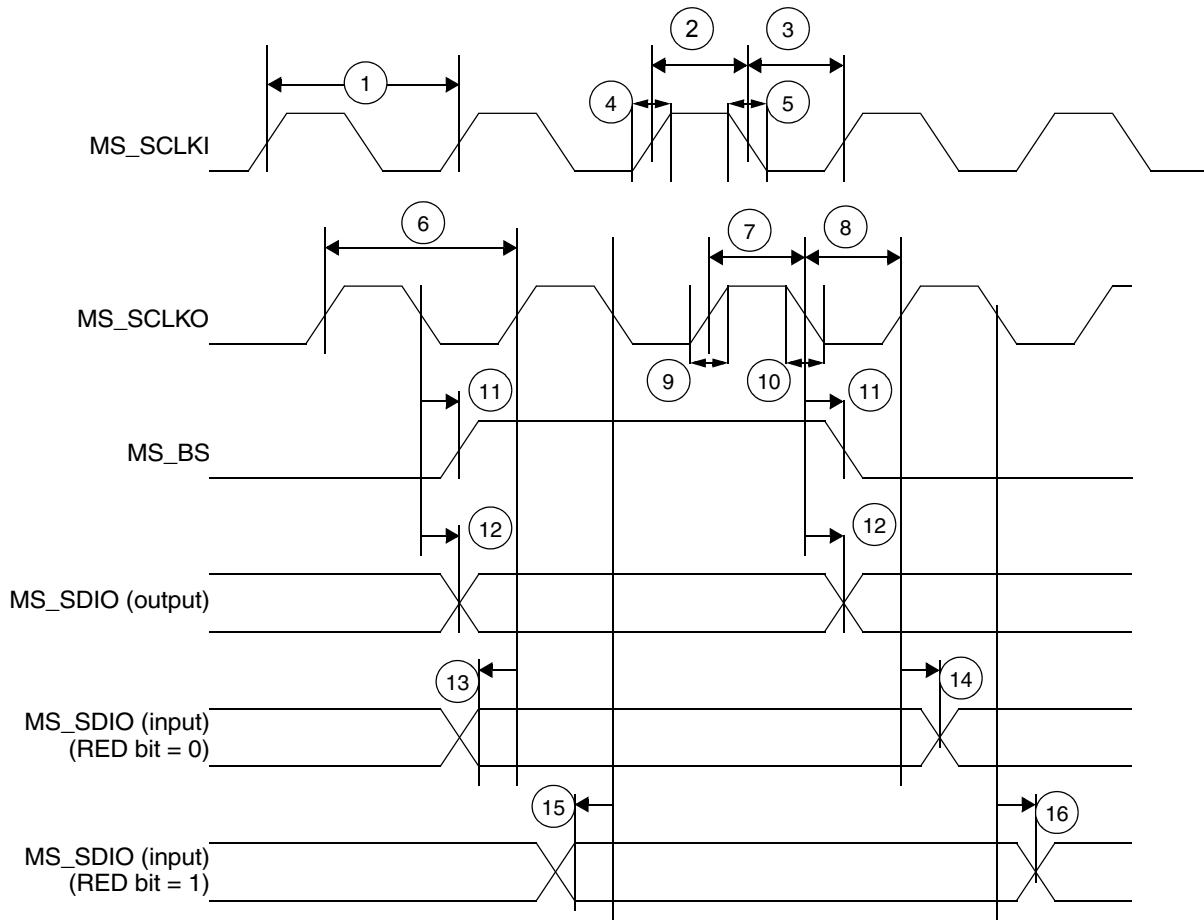 2
3
1
4
5
MS_SCLKI
6
7
8
MS_SCLKO
9
10
11
11
MS_BS
12
12
MS_SDIO (output)
13
14
MS_SDIO (input)
(RED bit = 0)
15
16
MS_SDIO (input)
(RED bit = 1)